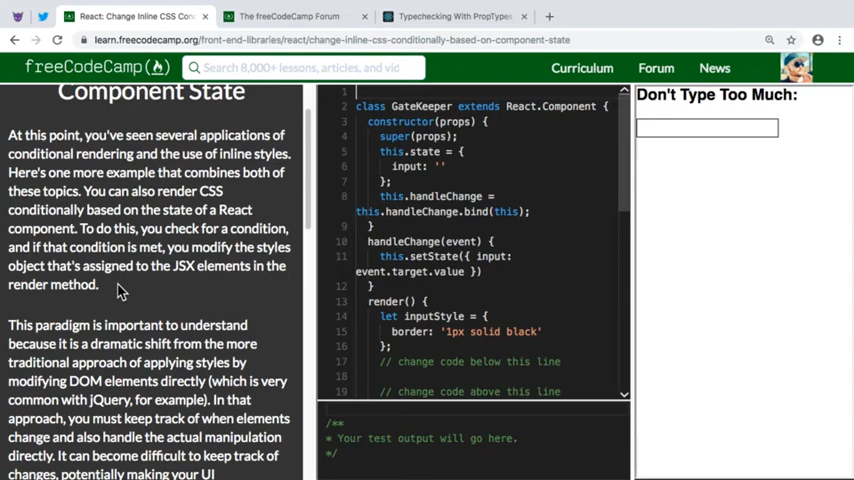 React: Change Inline CSS Con
The freeCodeCamp Forum
Typechecking With PropTypes
learn.freecodecamp.org/front-end-libraries/react/change-inline-css-conditionally-based-on-component-state
freeCodeCamp
Search 8,000+ lessons, articles, and vid
Curriculum
Forum
News
Component State
At this point, you've seen several applications of
conditional rendering and the use of inline styles.
Here's one more example that combines both of
these topics. You can also render CSS
conditionally based on the state of a React
component. To do this, you check for a condition,
and if that condition is met, you modify the styles
object that's assigned to the JSX elements in the
render method.
This paradigm is important to understand
because it is a dramatic shift from the more
traditional approach of applying styles by
modifying DOM elements directly (which is very
common with jQuery, for example). In that
approach, you must keep track of when elements
change and also handle the actual manipulation
directly. It can become difficult to keep track of
changes, potentially making your UI
1
2 class GateKeeper extends React.Component {
3 constructor(props) {
4 super(props);
5 this.state = {
6 input: ''
7 };
8 this.handleChange =
this.handleChange.bind(this);
9 }
10 handleChange(event) {
11 this.setState({ input:
event.target.value })
12 }
13 render() {
14 let inputStyle = {
15 border: '1px solid black'
16 };
17 // change code below this line
18
19 // change code above this line
/**
* Your test output will go here.
*/
Don't Type Too Much: